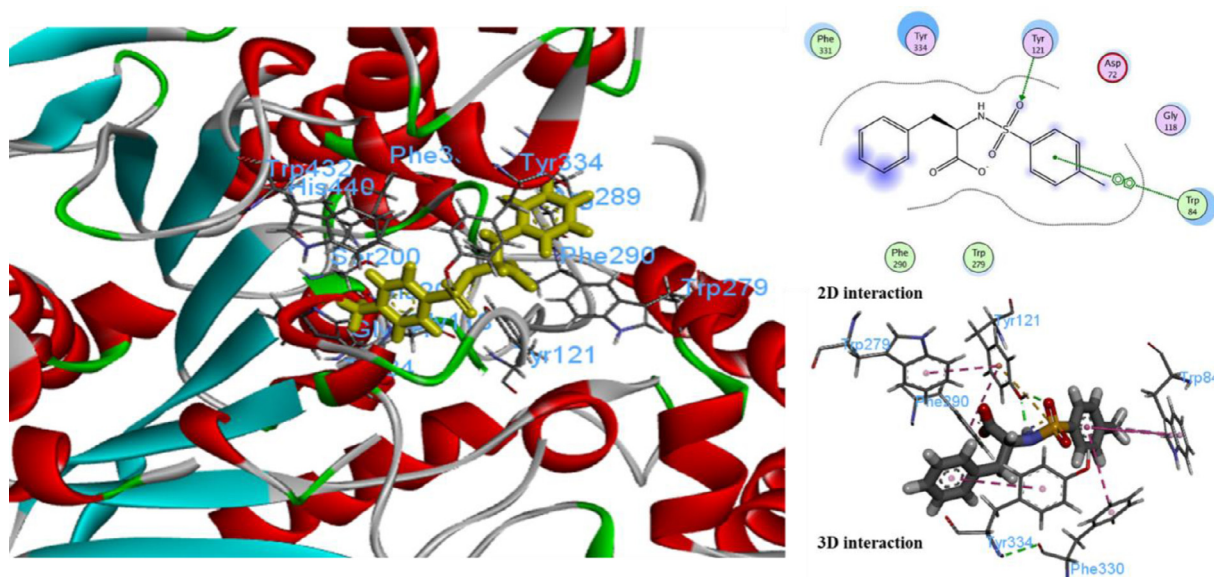 Trp432
His440
Phe3
Tyr334
289
Ser200
Phe290
Trp279
Tyr121
Phe
331
Tyr
334
Tyr
121
Asp
72
Gly
118
H
N
O
S
O
O
O-
Trp
84
Phe
290
Trp
279
2D interaction
Tyr121
Trp279
Trp84
Phe290
Tyr334
Phe330
3D interaction